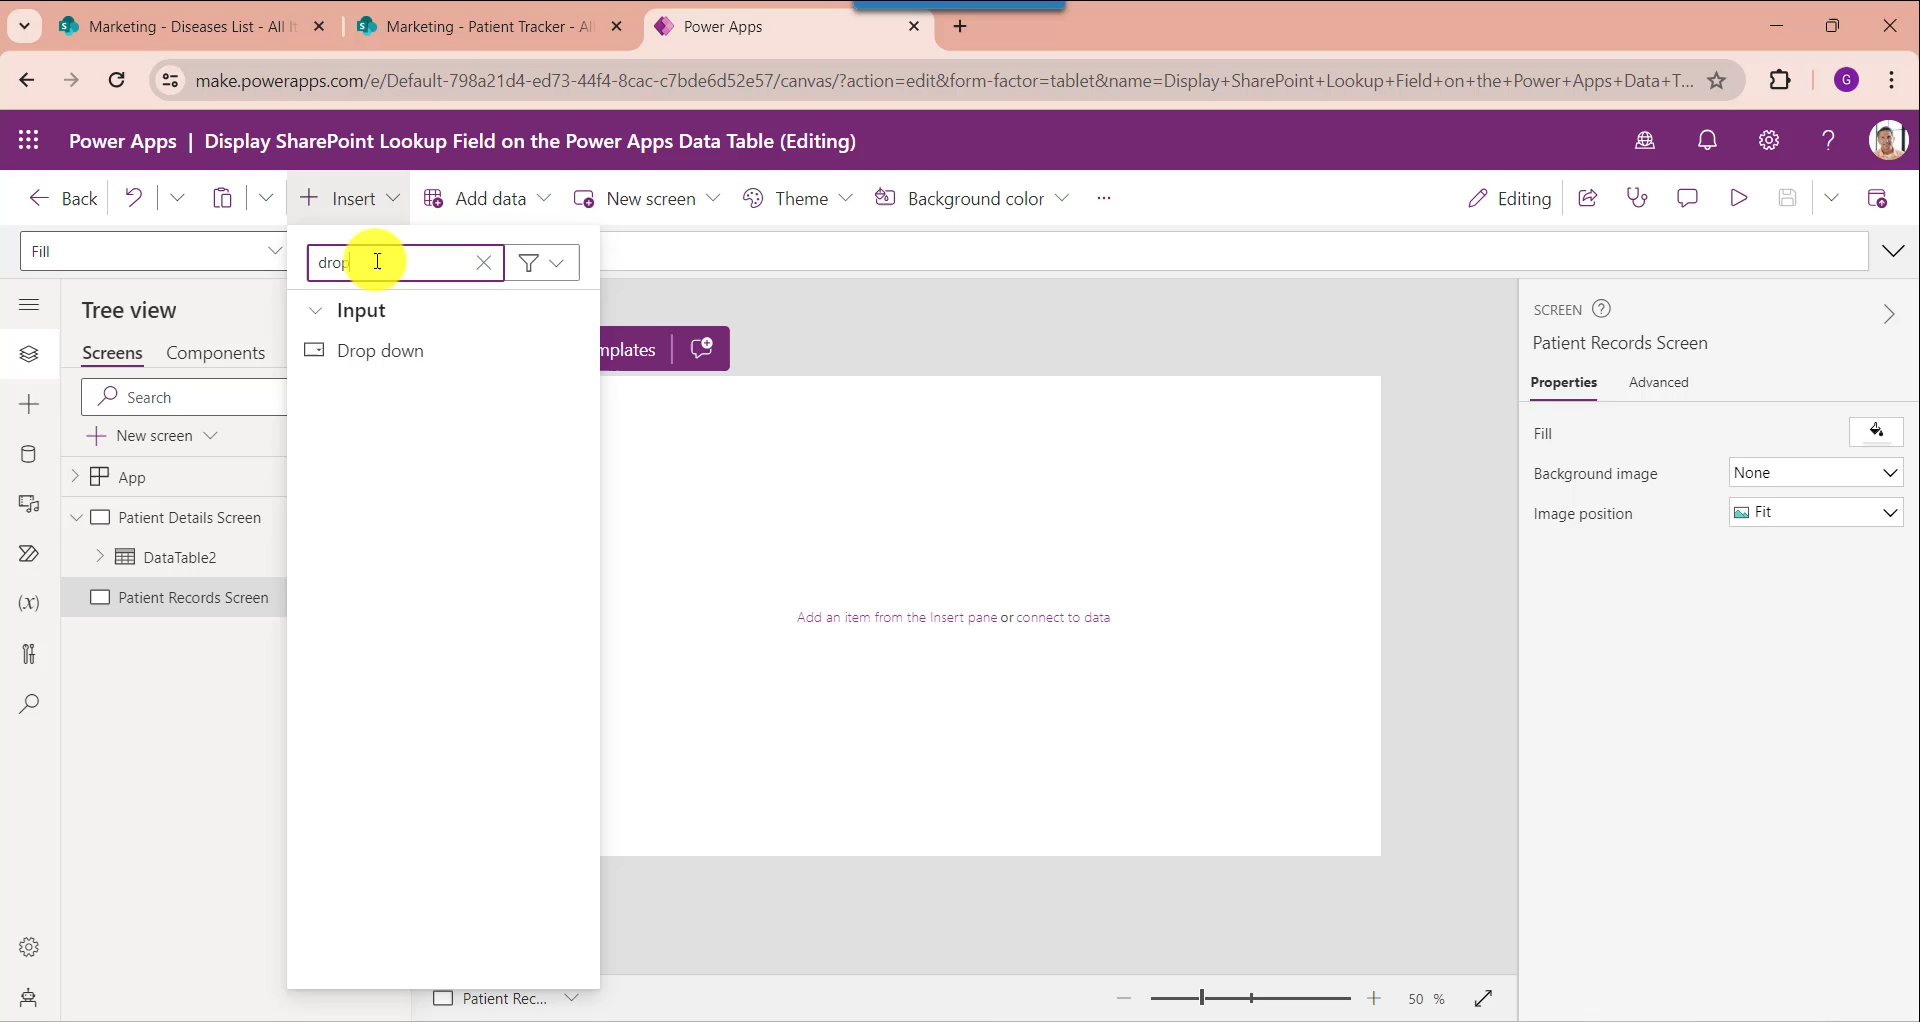 Marketing - Diseases List - All It
Marketing - Patient Tracker - All
Power Apps
make.powerapps.com/e/Default-798a21d4-ed73-44f4-8cac-c7bde6d52e57/canvas/?action=edit&form-factor=tablet&name=Display+SharePoint+Lookup+Field+on+the+Power+Apps+Data+T...
G
Power Apps | Display SharePoint Lookup Field on the Power Apps Data Table (Editing)
Back
Insert
Add data
New screen
Theme
Background color
...
Editing
Fill
drop
Input
Drop down
Tree view
Screens
Components
Search
New screen
App
Patient Details Screen
DataTable2
Patient Records Screen
mplates
Add an item from the Insert pane or connect to data
SCREEN
Patient Records Screen
Properties
Advanced
Fill
Background image
None
Image position
Fit
Patient Rec...
50 %